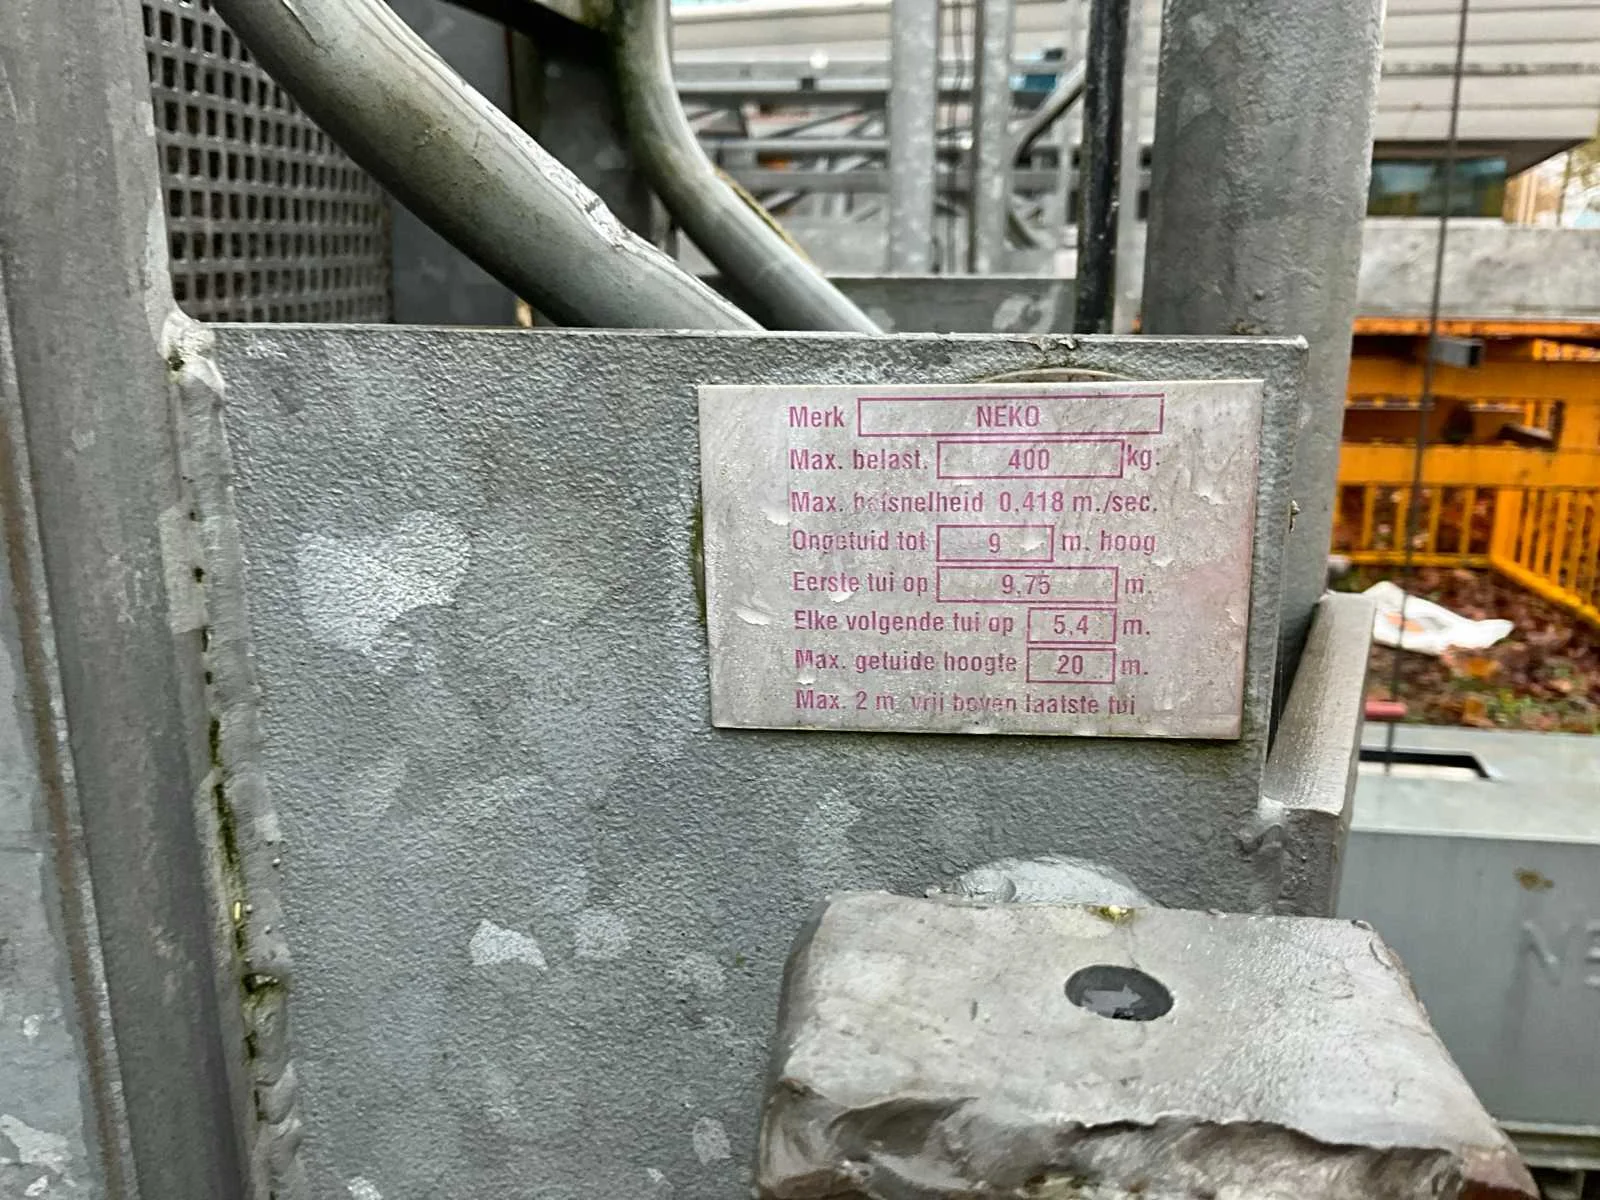 Merk NEKO
Max. belast. 400 kg.
Max. hefsnelheid 0,418 m./sec.
Ongetuid tot 9 m. hoog
Eerste tui op 9,75 m.
Elke volgende tui op 5,4 m.
Max. getuide hoogte 20 m.
Max. 2 m. vrij boven laatste tui
NE